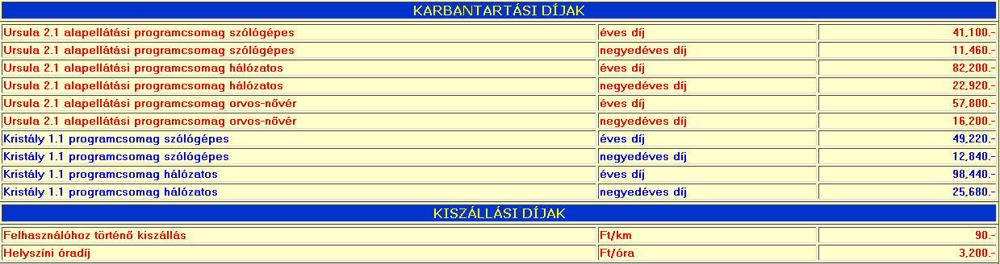 KARBANTARTÁSI DÍJAK
Ursula 2.1 alapellátási programcsomag szólógépes éves díj 41,100.-
Ursula 2.1 alapellátási programcsomag szólógépes negyedéves díj 11,460.-
Ursula 2.1 alapellátási programcsomag hálózatos éves díj 82,200.-
Ursula 2.1 alapellátási programcsomag hálózatos negyedéves díj 22,920.-
Ursula 2.1 alapellátási programcsomag orvos-nővér éves díj 57,800.-
Ursula 2.1 alapellátási programcsomag orvos-nővér negyedéves díj 16,200.-
Kristály 1.1 programcsomag szólógépes éves díj 49,220.-
Kristály 1.1 programcsomag szólógépes negyedéves díj 12,840.-
Kristály 1.1 programcsomag hálózatos éves díj 98,440.-
Kristály 1.1 programcsomag hálózatos negyedéves díj 25,680.-
KISZÁLLÁSI DÍJAK
Felhasználóhoz történő kiszállás Ft/km 90.-
Helyszíni óradíj Ft/óra 3,200.-